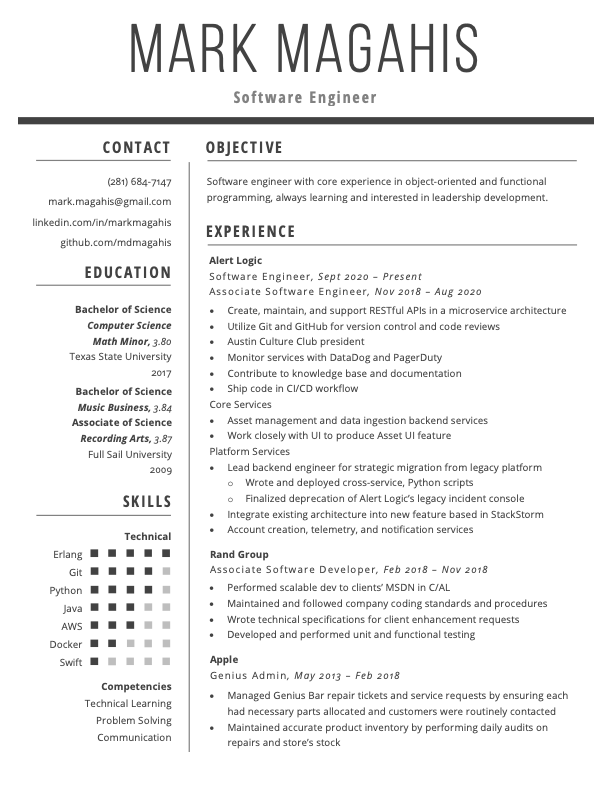 MARK MAGAHIS
Software Engineer
CONTACT
(281) 684-7147
mark.magahis@gmail.com
linkedin.com/in/markmagahis
github.com/mdmagahis
EDUCATION
Bachelor of Science
Computer Science
Math Minor, 3.80
Texas State University
2017
Bachelor of Science
Music Business, 3.84
Associate of Science
Recording Arts, 3.87
Full Sail University
2009
SKILLS
Technical
Erlang
Git
Python
Java
AWS
Docker
Swift
Competencies
Technical Learning
Problem Solving
Communication
OBJECTIVE
Software engineer with core experience in object-oriented and functional
programming, always learning and interested in leadership development.
EXPERIENCE
Alert Logic
Software Engineer, Sept 2020 – Present
Associate Software Engineer, Nov 2018 – Aug 2020
• Create, maintain, and support RESTful APIs in a microservice architecture
• Utilize Git and GitHub for version control and code reviews
• Austin Culture Club president
• Monitor services with DataDog and PagerDuty
• Contribute to knowledge base and documentation
• Ship code in CI/CD workflow
Core Services
• Asset management and data ingestion backend services
• Work closely with UI to produce Asset UI feature
Platform Services
• Lead backend engineer for strategic migration from legacy platform
o Wrote and deployed cross-service, Python scripts
o Finalized deprecation of Alert Logic's legacy incident console
• Integrate existing architecture into new feature based in StackStorm
• Account creation, telemetry, and notification services
Rand Group
Associate Software Developer, Feb 2018 – Nov 2018
• Performed scalable dev to clients' MSDN in C/AL
• Maintained and followed company coding standards and procedures
• Wrote technical specifications for client enhancement requests
• Developed and performed unit and functional testing
Apple
Genius Admin, May 2013 – Feb 2018
• Managed Genius Bar repair tickets and service requests by ensuring each
had necessary parts allocated and customers were routinely contacted
• Maintained accurate product inventory by performing daily audits on
repairs and store's stock